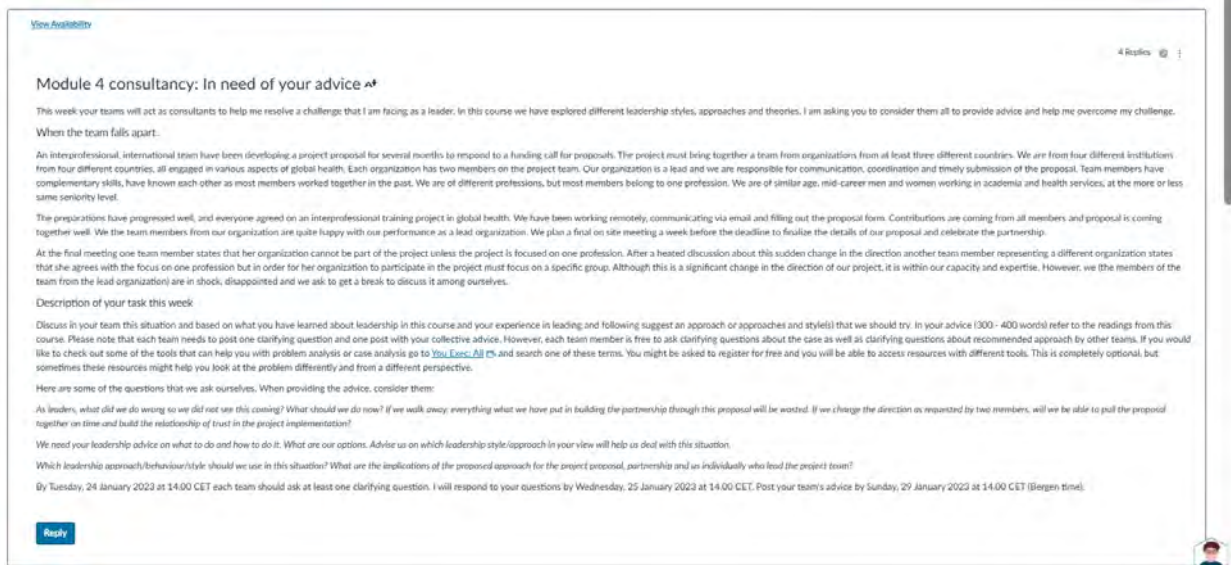 View Availability
4 Replies
Module 4 consultancy: In need of your advice
This week your teams will act as consultants to help me resolve a challenge that I am facing as a leader. In this course we have explored different leadership styles, approaches and theories. I am asking you to consider them all to provide advice and help me overcome my challenge.
When the team falls apart.
An interprofessional, international team have been developing a project proposal for several months to respond to a funding call for proposals. The project must bring together a team from organizations from at least three different countries. We are from four different institutions
from four different countries, all engaged in various aspects of global health. Each organization has two members on the project team. Our organization is a lead and we are responsible for communication, coordination and timely submission of the proposal. Team members have
complementary skills, have known each other as most members worked together in the past. We are of different professions, but most members belong to one profession. We are of similar age, mid-career men and women working in academia and health services, at the more or less
same seniority level.
The preparations have progressed well, and everyone agreed on an interprofessional training project in global health. We have been working remotely, communicating via email and filling out the proposal form. Contributions are coming from all members and proposal is coming
together well. We the team members from our organization are quite happy with our performance as a lead organization. We plan a final on site meeting a week before the deadline to finalize the details of our proposal and celebrate the partnership.
At the final meeting one team member states that her organization cannot be part of the project unless the project is focused on one profession. After a heated discussion about this sudden change in the direction another team member representing a different organization states
that she agrees with the focus on one profession but in order for her organization to participate in the project must focus on a specific group. Although this is a significant change in the direction of our project, it is within our capacity and expertise. However, we (the members of the
team from the lead organization) are in shock, disappointed and we ask to get a break to discuss it among ourselves.
Description of your task this week
Discuss in your team this situation and based on what you have learned about leadership in this course and your experience in leading and following suggest an approach or approaches and style(s) that we should try. In your advice (300 - 400 words) refer to the readings from this
course. Please note that each team needs to post one clarifying question and one post with your collective advice. However, each team member is free to ask clarifying questions about the case as well as clarifying questions about recommended approach by other teams. If you would
like to check out some of the tools that can help you with problem analysis or case analysis go to You Exec: All and search one of these terms. You might be asked to register for free and you will be able to access resources with different tools. This is completely optional, but
sometimes these resources might help you look at the problem differently and from a different perspective.
Here are some of the questions that we ask ourselves. When providing the advice, consider them:
As leaders, what did we do wrong so we did not see this coming? What should we do now? If we walk away, everything what we have put in building the partnership through this proposal will be wasted. If we change the direction as requested by two members, will we be able to pull the proposal
together on time and build the relationship of trust in the project implementation?
We need your leadership advice on what to do and how to do it. What are our options. Advise us on which leadership style/approach in your view will help us deal with this situation.
Which leadership approach/behaviour/style should we use in this situation? What are the implications of the proposed approach for the project proposal, partnership and us individually who lead the project team?
By Tuesday, 24 January 2023 at 14.00 CET each team should ask at least one clarifying question. I will respond to your questions by Wednesday, 25 January 2023 at 14.00 CET. Post your team's advice by Sunday, 29 January 2023 at 14.00 CET (Bergen time).
Reply